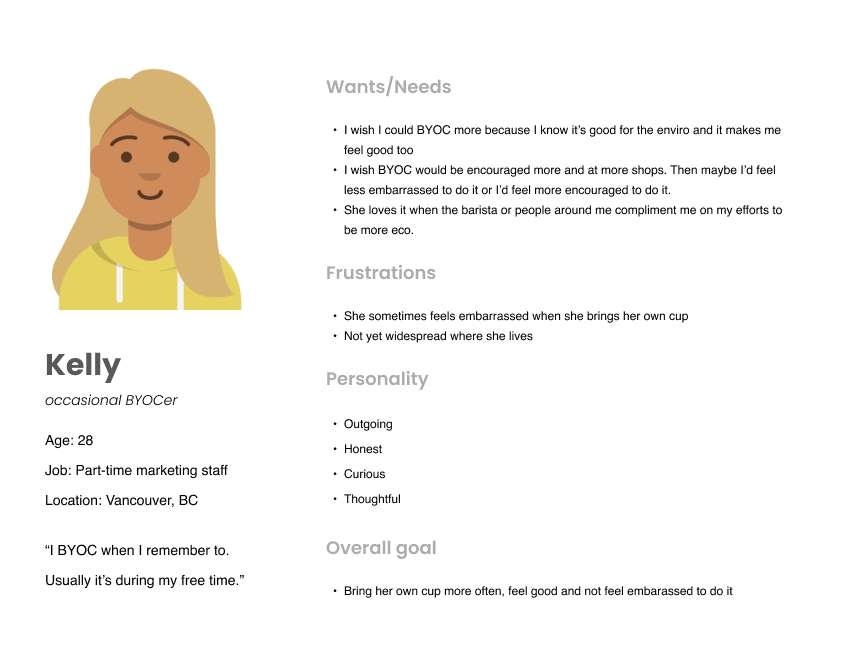 Kelly
occasional BYOCer
Age: 28
Job: Part-time marketing staff
Location: Vancouver, BC
“I BYOC when I remember to.
Usually it’s during my free time.”
Wants/Needs
• I wish I could BYOC more because I know it’s good for the enviro and it makes me
feel good too
• I wish BYOC would be encouraged more and at more shops. Then maybe I’d feel
less embarrassed to do it or I’d feel more encouraged to do it.
• She loves it when the barista or people around me compliment me on my efforts to
be more eco.
Frustrations
• She sometimes feels embarrassed when she brings her own cup
• Not yet widespread where she lives
Personality
• Outgoing
• Honest
• Curious
• Thoughtful
Overall goal
• Bring her own cup more often, feel good and not feel embarassed to do it